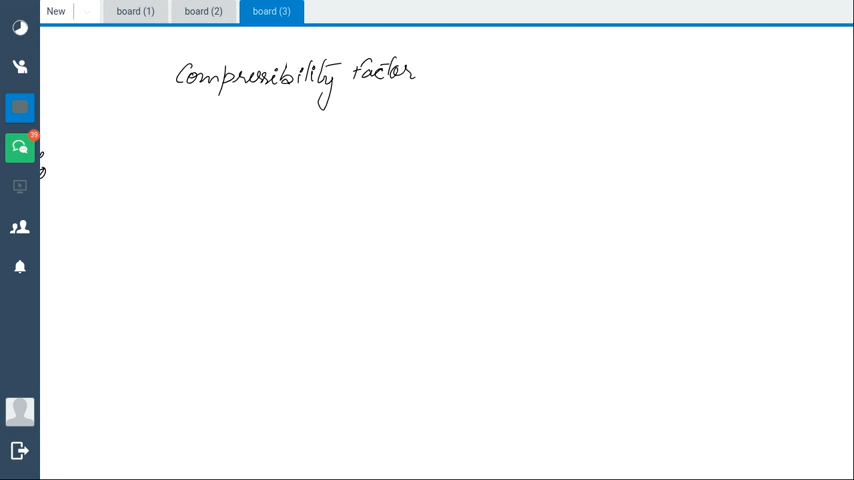 New
board (1)
board (2)
board (3)
39
Compressibility factor